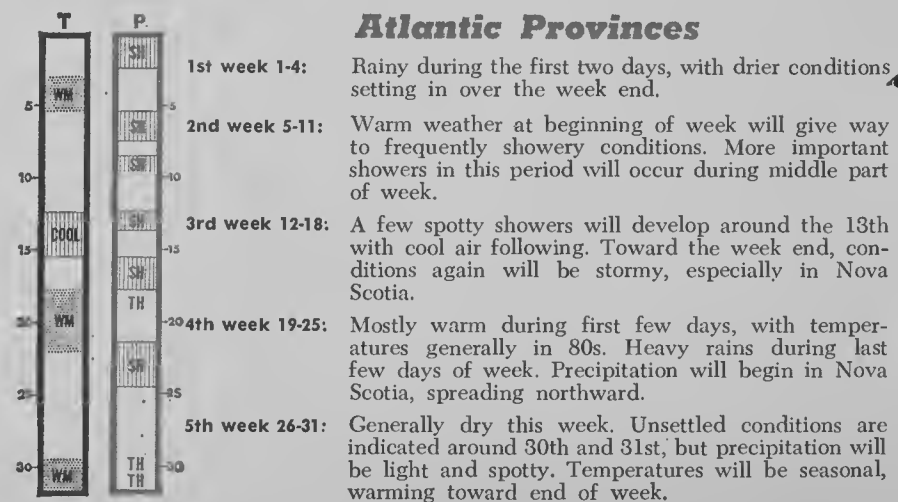 T P.
Atlantic Provinces
1st week 1-4: Rainy during the first two days, with drier conditions
setting in over the week end.
2nd week 5-11: Warm weather at beginning of week will give way
to frequently showery conditions. More important
showers in this period will occur during middle part
of week.
3rd week 12-18: A few spotty showers will develop around the 13th
with cool air following. Toward the week end, con-
ditions again will be stormy, especially in Nova
Scotia.
4th week 19-25: Mostly warm during first few days, with temper-
atures generally in 80s. Heavy rains during last
few days of week. Precipitation will begin in Nova
Scotia, spreading northward.
5th week 26-31: Generally dry this week. Unsettled conditions are
indicated around 30th and 31st, but precipitation will
be light and spotty. Temperatures will be seasonal,
warming toward end of week.
WM
COOL
WM
WM
5
10
15
20
25
30
SH
SH
SH
SH
SH
TH
SH
TH
TH
5
10
15
20
25
30